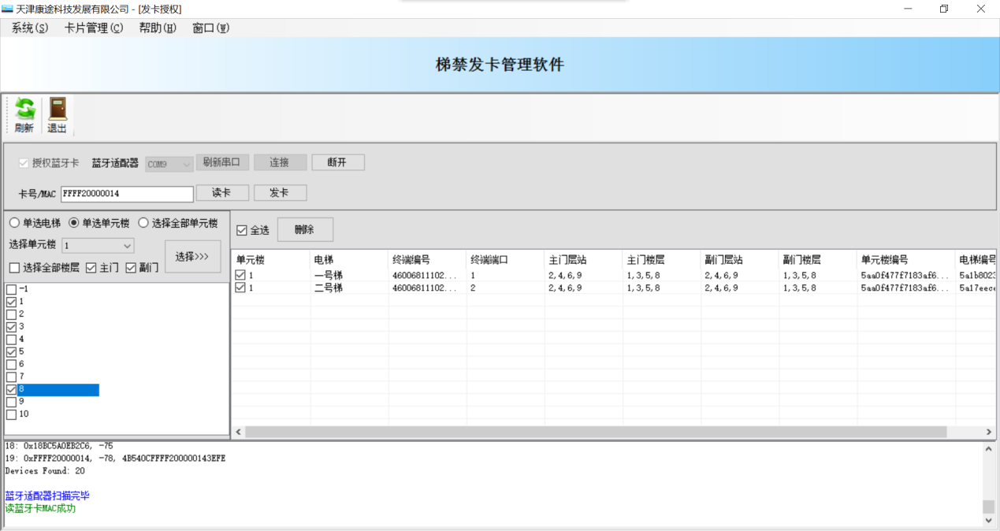 天津康途科技发展有限公司 - [发卡授权]
系统(S) 卡片管理(C) 帮助(H) 窗口(W)
梯禁发卡管理软件
刷新 退出
授权蓝牙卡 蓝牙适配器 COM9 刷新串口 连接 断开
卡号/MAC FFFF20000014 读卡 发卡
单选电梯 单选单元楼 选择全部单元楼
选择单元楼 1 选择>>>
选择全部楼层 主门 副门
-1
1
2
3
4
5
6
7
8
9
10
全选 删除
单元楼 电梯 终端编号 终端端口 主门层站 主门楼层 副门层站 副门楼层 单元楼编号 电梯编号
1 一号梯 46006811102... 1 2,4,6,9 1,3,5,8 2,4,6,9 1,3,5,8 5aa0f477f7183af6... 5a1b8023
1 二号梯 46006811102... 2 2,4,6,9 1,3,5,8 2,4,6,9 1,3,5,8 5aa0f477f7183af6... 5a17eece
18: 0x18BC5A0EB2C6, -75
19: 0xFFFF20000014, -78, 4B540CFFFF200000143EFE
Devices Found: 20
蓝牙适配器扫描完毕
读蓝牙卡MAC成功